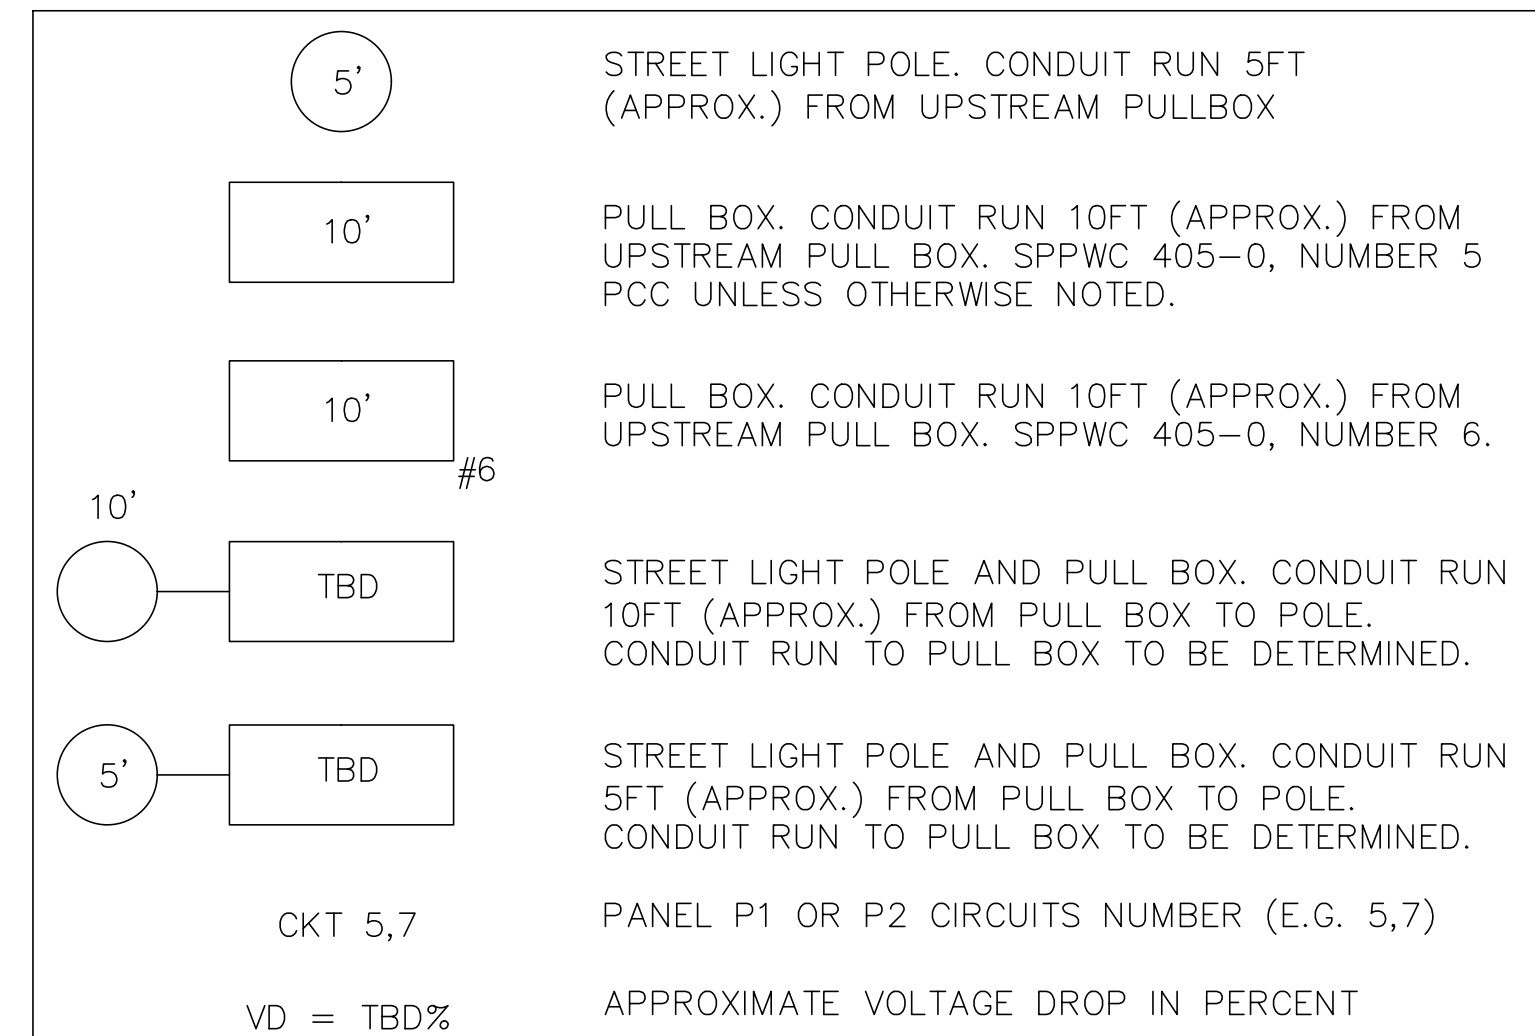 5'
STREET LIGHT POLE. CONDUIT RUN 5FT
(APPROX.) FROM UPSTREAM PULLBOX
10'
PULL BOX. CONDUIT RUN 10FT (APPROX.) FROM
UPSTREAM PULL BOX. SPPWC 405-0, NUMBER 5
PCC UNLESS OTHERWISE NOTED.
10'
#6
PULL BOX. CONDUIT RUN 10FT (APPROX.) FROM
UPSTREAM PULL BOX. SPPWC 405-0, NUMBER 6.
10'
TBD
STREET LIGHT POLE AND PULL BOX. CONDUIT RUN
10FT (APPROX.) FROM PULL BOX TO POLE.
CONDUIT RUN TO PULL BOX TO BE DETERMINED.
5'
TBD
STREET LIGHT POLE AND PULL BOX. CONDUIT RUN
5FT (APPROX.) FROM PULL BOX TO POLE.
CONDUIT RUN TO PULL BOX TO BE DETERMINED.
CKT 5,7
PANEL P1 OR P2 CIRCUITS NUMBER (E.G. 5,7)
VD = TBD%
APPROXIMATE VOLTAGE DROP IN PERCENT